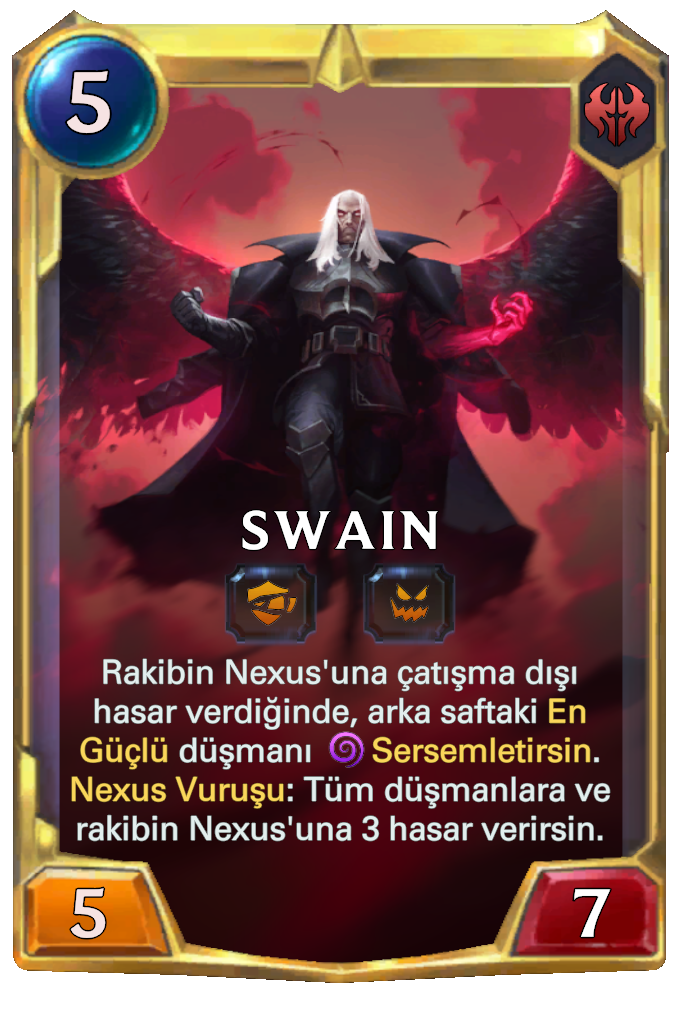 5
SWAIN
Rakibin Nexus'una çatışma dışı
hasar verdiğinde, arka saftaki En
Güçlü düşmanı Sersemletirsin.
Nexus Vuruşu: Tüm düşmanlara ve
rakibin Nexus'una 3 hasar verirsin.
5
7